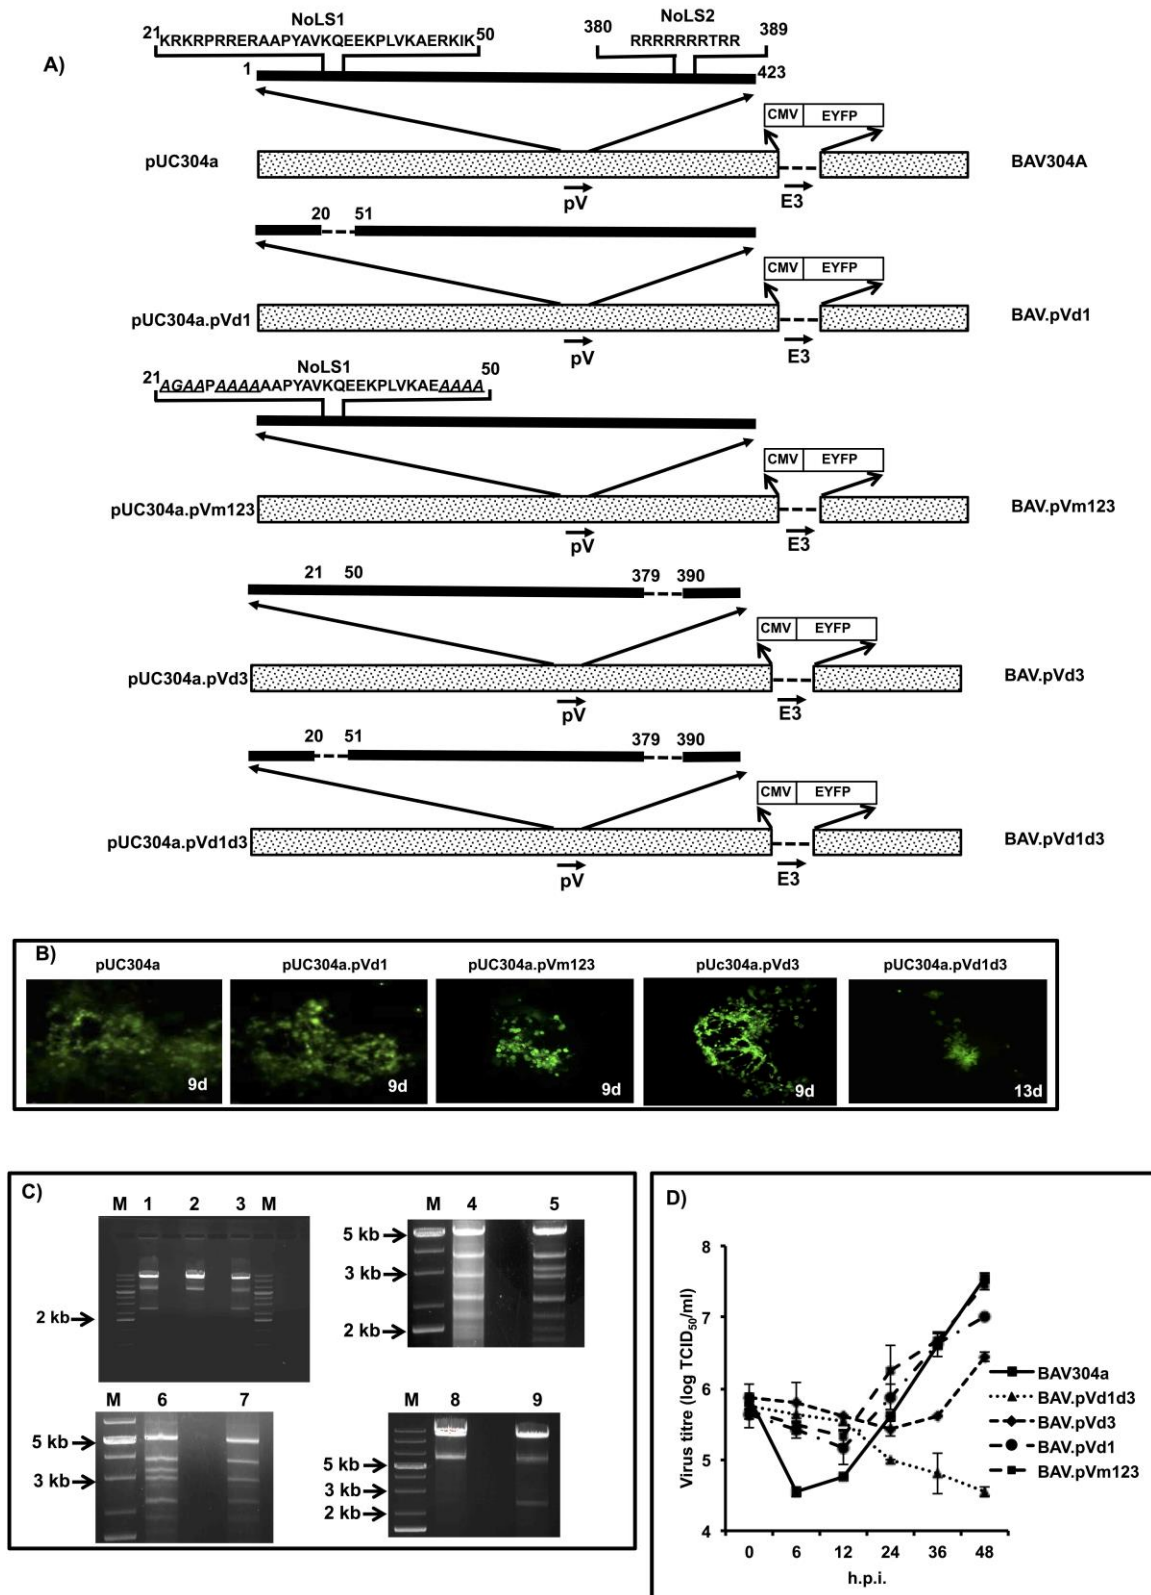 A)
NoLS1
NoLS2
21 KRKRPRRERAAPYAVKQEEKPLVKAERKIK 50
380 RRRRRRRTRR 389
1
423
CMV EYFP
pUC304a
BAV304A
pV
E3
20 51
CMV EYFP
pUC304a.pVd1
BAV.pVd1
pV
E3
NoLS1
21 AGAAPAAAAAAPYAVKQEEKPLVKAEAAAA 50
CMV EYFP
pUC304a.pVm123
BAV.pVm123
pV
E3
21 50 379 390
CMV EYFP
pUC304a.pVd3
BAV.pVd3
pV
E3
20 51 379 390
CMV EYFP
pUC304a.pVd1d3
BAV.pVd1d3
pV
E3
B)
pUC304a pUC304a.pVd1 pUC304a.pVm123 pUc304a.pVd3 pUC304a.pVd1d3
9d 9d 9d 9d 13d
C)
M 1 2 3 M
2 kb
M 4 5
5 kb
3 kb
2 kb
M 6 7
5 kb
3 kb
M 8 9
5 kb
3 kb
2 kb
D)
Virus titre (log TCID50/ml)
8
7
6
5
4
0 6 12 24 36 48
h.p.i.
BAV304a
BAV.pVd1d3
BAV.pVd3
BAV.pVd1
BAV.pVm123